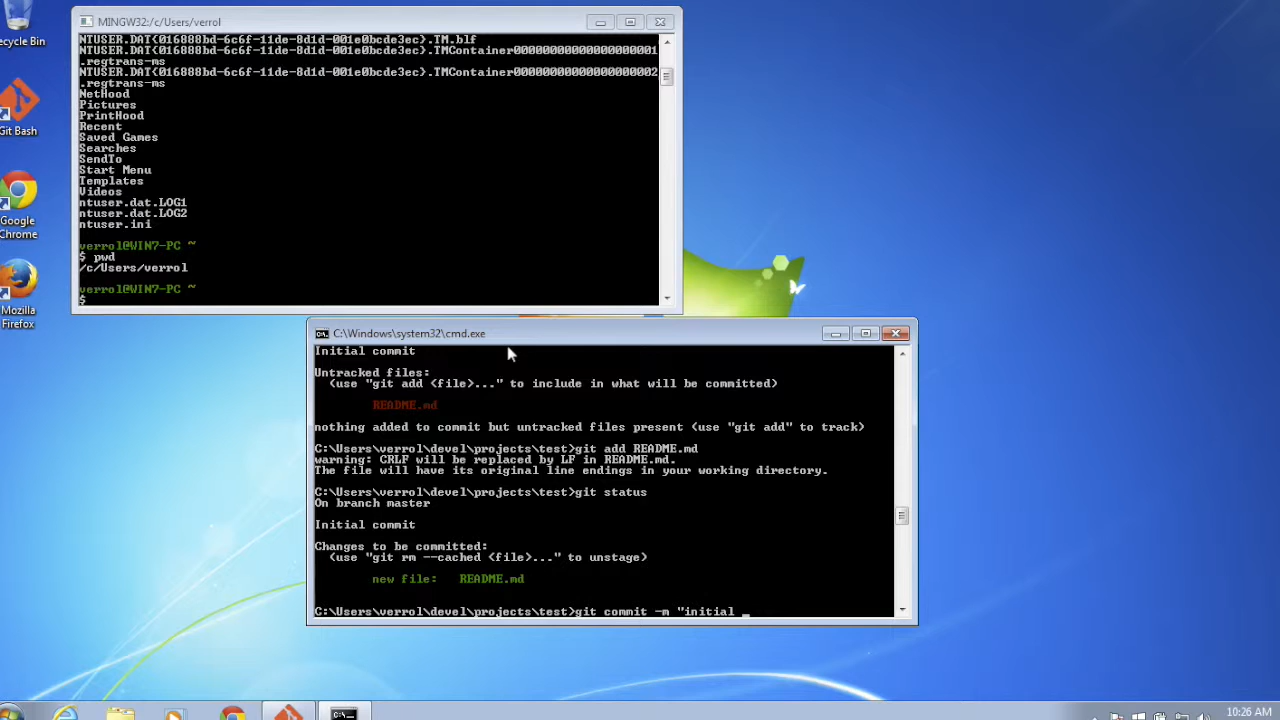 ecycle Bin
Git Bash
Google
Chrome
Mozilla
Firefox
MINGW32:/c/Users/verrol
NTUSER.DAT{016888bd-6c6f-11de-8d1d-001e0bcde3ec}.TM.blf
NTUSER.DAT{016888bd-6c6f-11de-8d1d-001e0bcde3ec}.TMContainer00000000000000000001
.regtrans-ms
NTUSER.DAT{016888bd-6c6f-11de-8d1d-001e0bcde3ec}.TMContainer00000000000000000002
.regtrans-ms
NetHood
Pictures
PrintHood
Recent
Saved Games
Searches
SendTo
Start Menu
Templates
Videos
ntuser.dat.LOG1
ntuser.dat.LOG2
ntuser.ini
verrol@WIN7-PC ~
$ pwd
/c/Users/verrol
verrol@WIN7-PC ~
$
C:\Windows\system32\cmd.exe
Initial commit
Untracked files:
(use "git add <file>..." to include in what will be committed)
README.md
nothing added to commit but untracked files present (use "git add" to track)
C:\Users\verrol\devel\projects\test>git add README.md
warning: CRLF will be replaced by LF in README.md.
The file will have its original line endings in your working directory.
C:\Users\verrol\devel\projects\test>git status
On branch master
Initial commit
Changes to be committed:
(use "git rm --cached <file>..." to unstage)
new file: README.md
C:\Users\verrol\devel\projects\test>git commit -m "initial _
10:26 AM